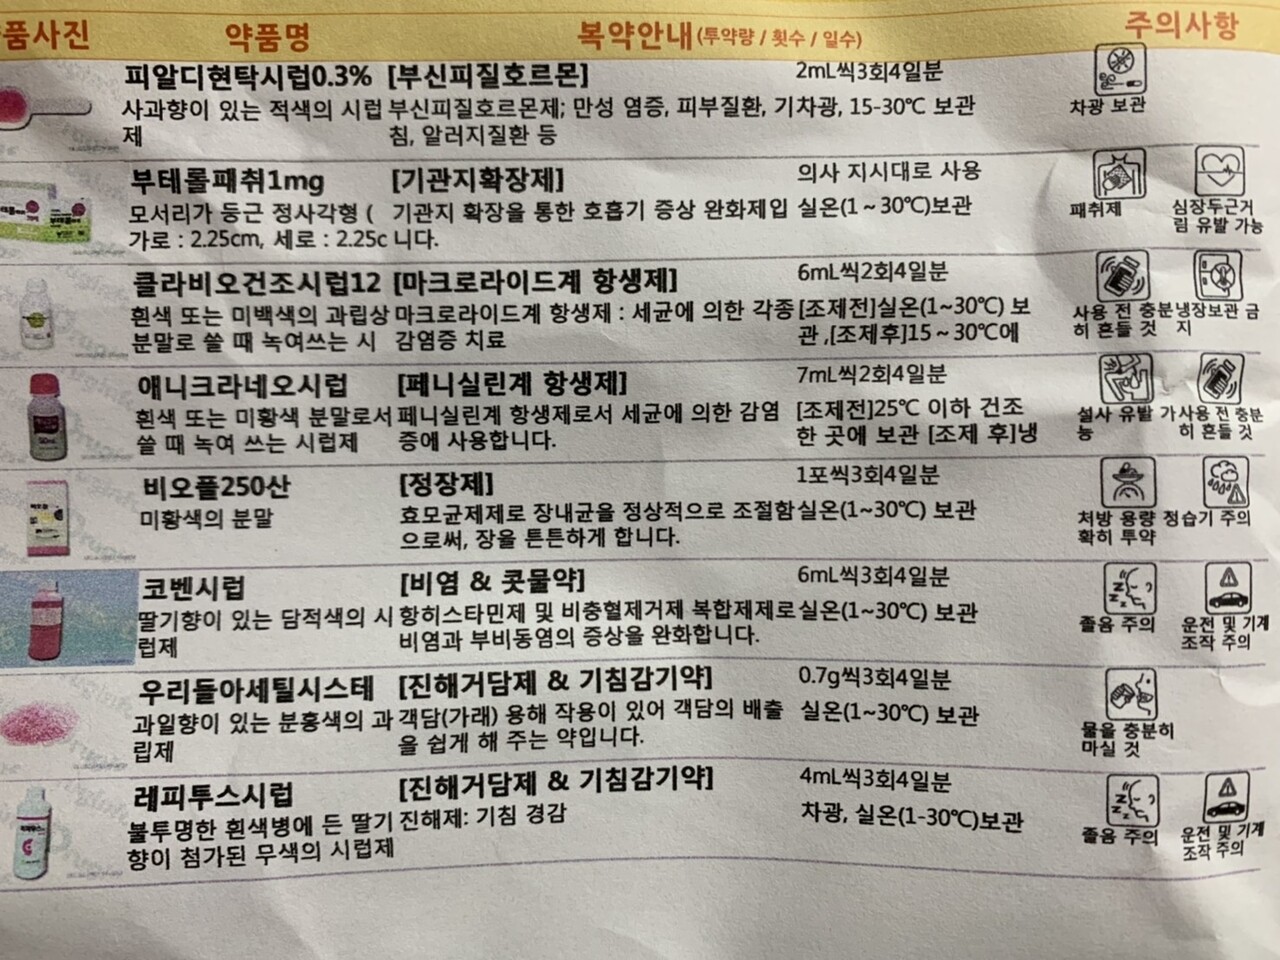 품사진 약품명 복약안내(투약량 / 횟수 / 일수) 주의사항
피알디현탁시럽0.3% [부신피질호르몬] 2mL씩3회4일분
사과향이 있는 적색의 시럽 부신피질호르몬제; 만성 염증, 피부질환, 기차광, 15-30℃ 보관 차광 보관
제 침, 알러지질환 등
부테롤패취1mg [기관지확장제] 의사 지시대로 사용
모서리가 둥근 정사각형 ( 기관지 확장을 통한 호흡기 증상 완화제입 실온(1~30℃)보관 패취제 심장두근거
가로 : 2.25cm, 세로 : 2.25c 니다. 림 유발 가능
클라비오건조시럽12 [마크로라이드계 항생제] 6mL씩2회4일분
흰색 또는 미백색의 과립상 마크로라이드계 항생제 : 세균에 의한 각종 [조제전]실온(1~30℃) 보 사용 전 충분 냉장보관 금
분말로 쓸 때 녹여쓰는 시 감염증 치료 관 ,[조제후]15~30℃에 히 흔들 것 지
애니크라네오시럽 [페니실린계 항생제] 7mL씩2회4일분
흰색 또는 미황색 분말로서 페니실린계 항생제로서 세균에 의한 감염 [조제전]25℃ 이하 건조 설사 유발 가 사용 전 충분
쓸 때 녹여 쓰는 시럽제 증에 사용합니다. 한 곳에 보관 [조제 후]냉 능 히 흔들 것
비오플250산 [정장제] 1포씩3회4일분
미황색의 분말 효모균제제로 장내균을 정상적으로 조절함 실온(1~30℃) 보관 처방 용량 정 습기 주의
으로써, 장을 튼튼하게 합니다. 확히 투약
코벤시럽 [비염 & 콧물약] 6mL씩3회4일분
딸기향이 있는 담적색의 시 항히스타민제 및 비충혈제거제 복합제제로 실온(1~30℃) 보관 졸음 주의 운전 및 기계
럽제 비염과 부비동염의 증상을 완화합니다. 조작 주의
우리들아세틸시스테 [진해거담제 & 기침감기약] 0.7g씩3회4일분
과일향이 있는 분홍색의 과 객담(가래) 용해 작용이 있어 객담의 배출 실온(1~30℃) 보관 물을 충분히
립제 을 쉽게 해 주는 약입니다. 마실 것
레피투스시럽 [진해거담제 & 기침감기약] 4mL씩3회4일분
불투명한 흰색병에 든 딸기 진해제: 기침 경감 차광, 실온(1-30℃)보관 졸음 주의 운전 및 기계
향이 첨가된 무색의 시럽제 조작 주의